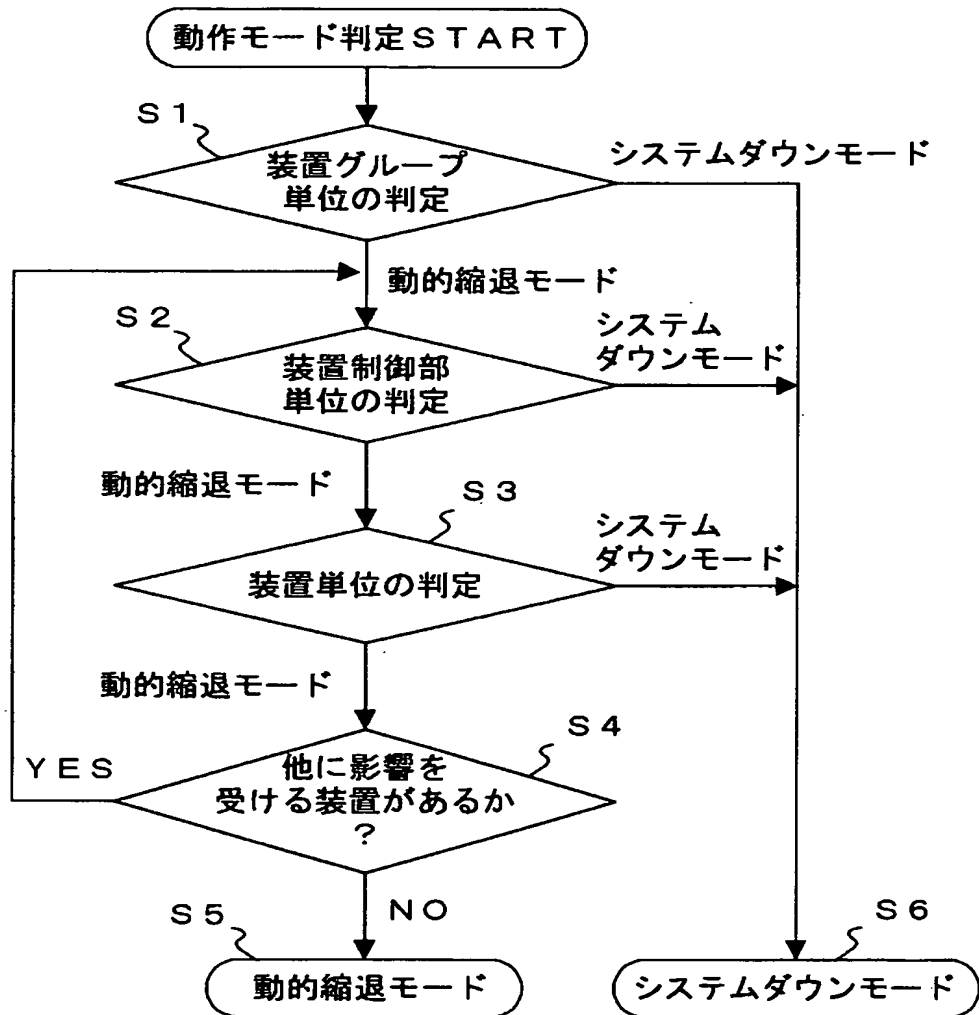 動作モード判定START
S1
装置グループ
単位の判定
システムダウンモード
動的縮退モード
S2
装置制御部
単位の判定
システム
ダウンモード
動的縮退モード
S3
装置単位の判定
システム
ダウンモード
動的縮退モード
S4
他に影響を
受ける装置があるか
?
YES
NO
S5
動的縮退モード
S6
システムダウンモード